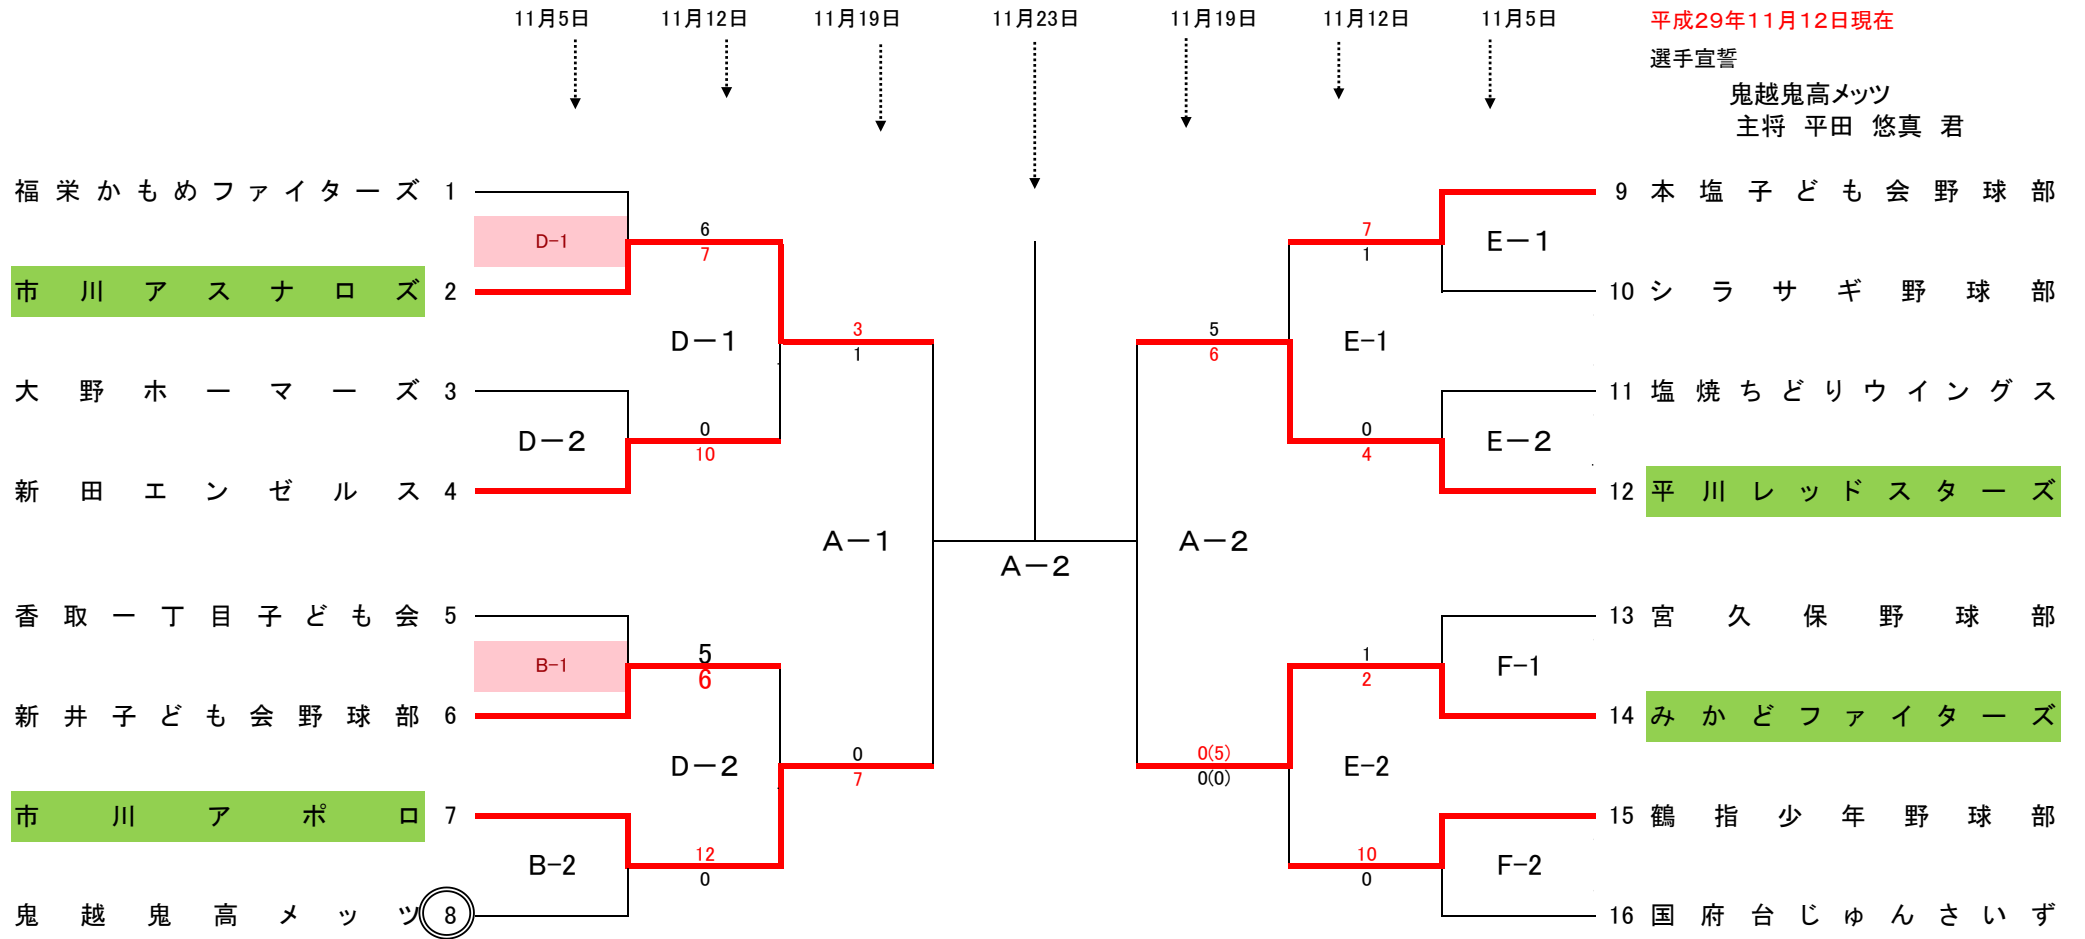 11月5日 11月12日 11月19日 11月23日 11月19日 11月12日 11月5日
平成29年11月12日現在
選手宣誓
鬼越鬼高メッツ
主将 平田 悠真 君
福栄かもめファイターズ 1
D-1
6
7
市川アスナロズ 2
D－1
3
1
大野ホーマーズ 3
D－2
0
10
新田エンゼルス 4
A－1
香取一丁目子ども会 5
B-1
5
6
新井子ども会野球部 6
D－2
0
7
市川アポロ 7
B-2
12
0
鬼越鬼高メッツ 8
A－2
9 本塩子ども会野球部
E－1
7
1
10 シラサギ野球部
E-1
5
6
11 塩焼ちどりウイングス
E－2
0
4
12 平川レッドスターズ
A－2
13 宮久保野球部
F-1
1
2
14 みかどファイターズ
E-2
0(5)
0(0)
15 鶴指少年野球部
F-2
10
0
16 国府台じゅんさいず